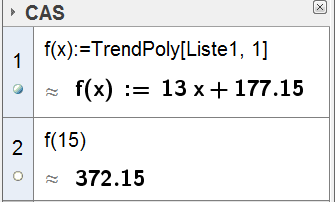 CAS
1
f(x):=TrendPoly[Liste1, 1]
≈ f(x) := 13 x + 177.15
2
f(15)
≈ 372.15